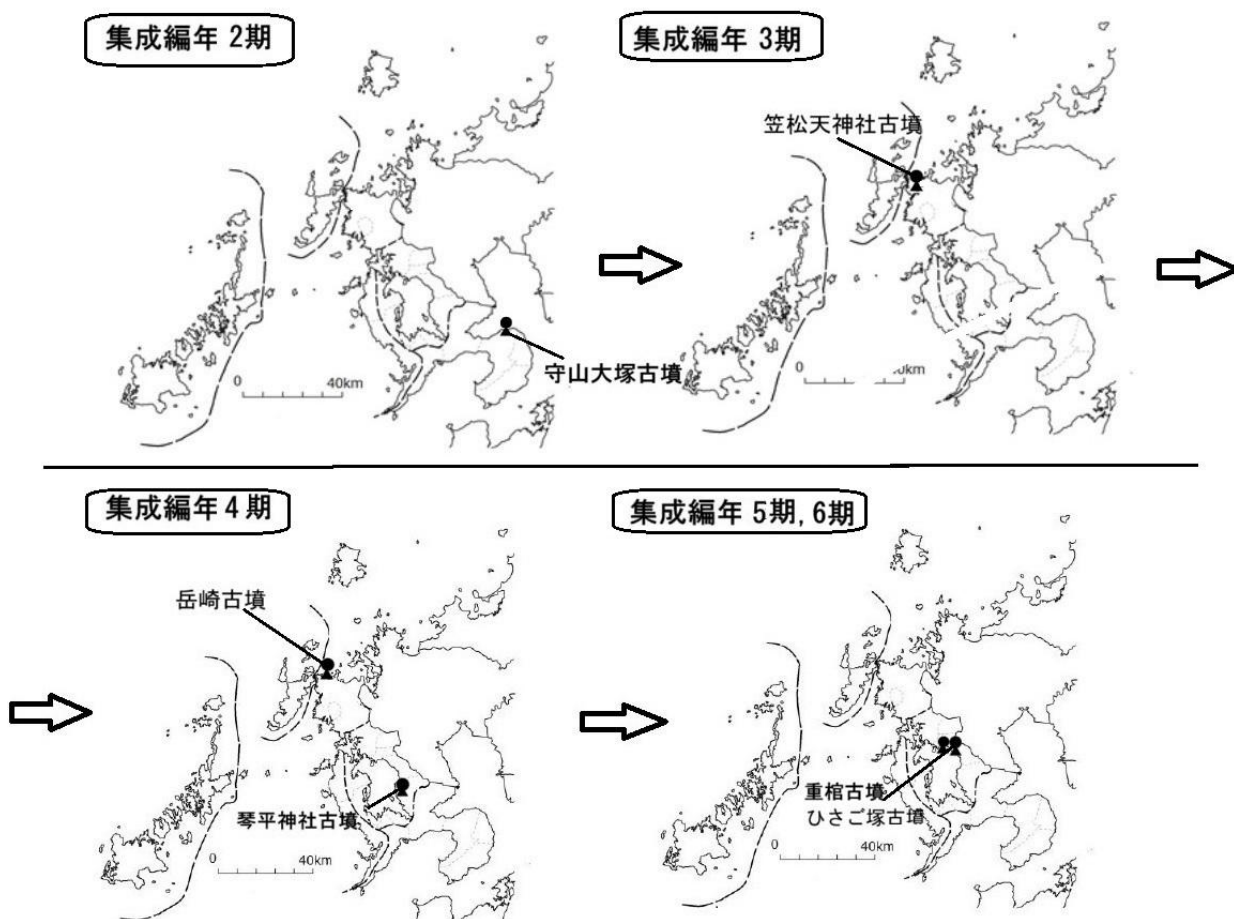 集成編年 2期
集成編年 3期
笠松天神社古墳
0 40km
守山大塚古墳
0km
集成編年 4期
集成編年 5期, 6期
岳崎古墳
琴平神社古墳
0 40km
重棺古墳
ひさご塚古墳
0 40km